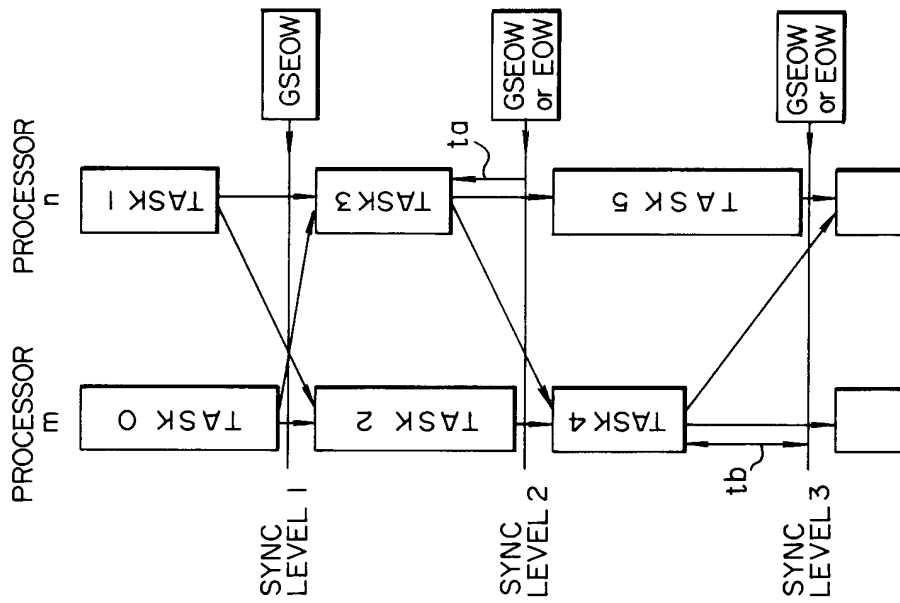 PROCESSOR
m
PROCESSOR
n
TASK 0
TASK 1
SYNC
LEVEL 1
GSEOW
TASK 2
TASK 3
ta
SYNC
LEVEL 2
GSEOW
or EOW
TASK 4
TASK 5
tb
SYNC
LEVEL 3
GSEOW
or EOW